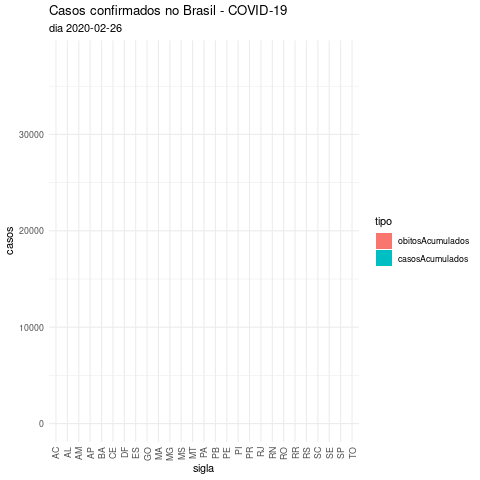 Casos confirmados no Brasil - COVID-19
dia 2020-02-26
30000
20000
10000
0
casos
AC AL AM AP BA CE DF ES GO MA MG MS MT PA PB PE PI PR RJ RN RO RR RS SC SE SP TO
sigla
tipo
obitosAcumulados
casosAcumulados